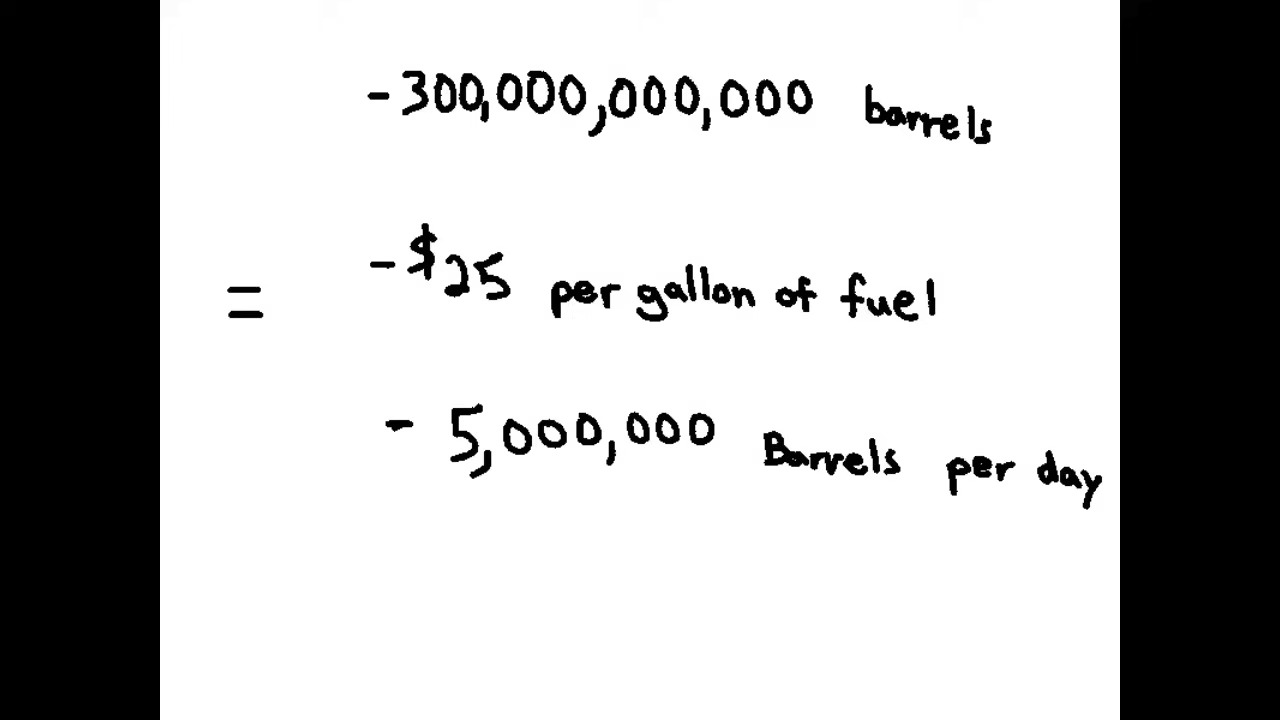 - 300,000,000,000 barrels
= - $25 per gallon of fuel
- 5,000,000 Barrels per day